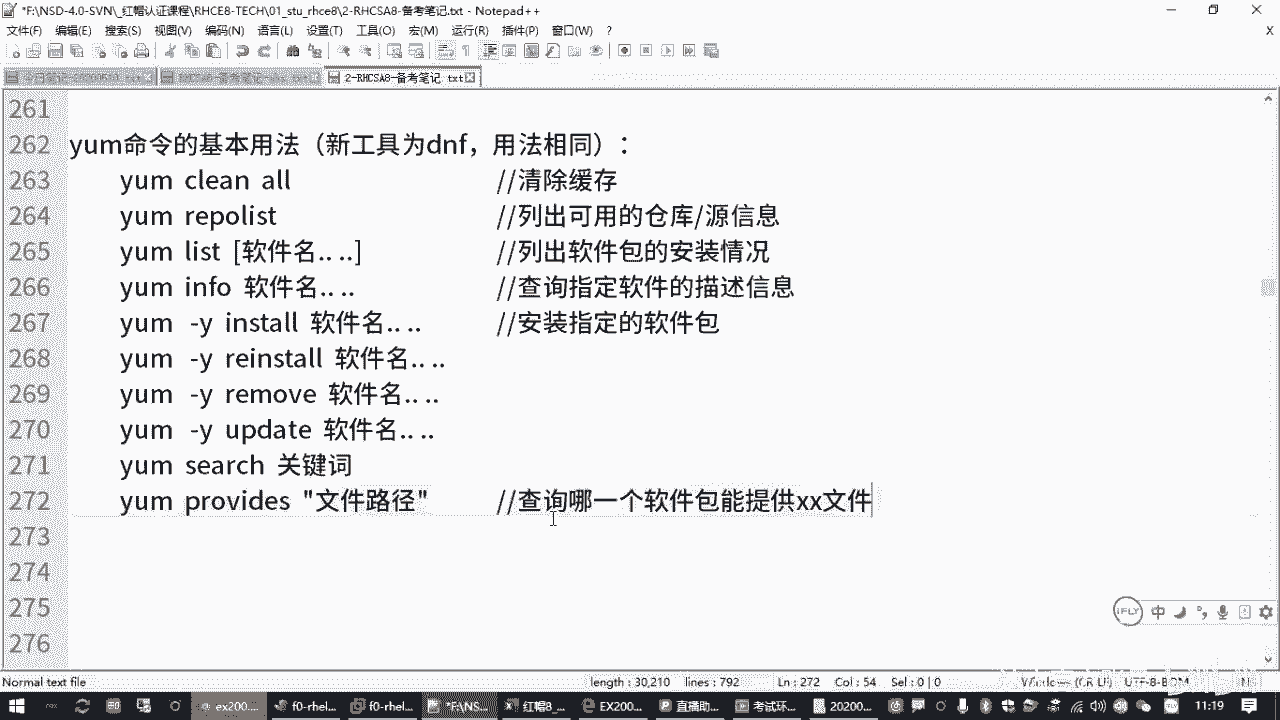 *F:\NSD-4.0-SVN\_红帽认证课程\RHCE8-TECH\01_stu_rhce8\2-RHCSA8-备考笔记.txt - Notepad++
文件(F) 编辑(E) 搜索(S) 视图(V) 编码(N) 语言(L) 设置(T) 工具(O) 宏(M) 运行(R) 插件(P) 窗口(W) ? X
2-RHCSA8-备考笔记.txt
261
262 yum命令的基本用法（新工具为dnf，用法相同）：
263 yum clean all //清除缓存
264 yum repolist //列出可用的仓库/源信息
265 yum list [软件名.. ..] //列出软件包的安装情况
266 yum info 软件名.. .. //查询指定软件的描述信息
267 yum -y install 软件名.. .. //安装指定的软件包
268 yum -y reinstall 软件名.. ..
269 yum -y remove 软件名.. ..
270 yum -y update 软件名.. ..
271 yum search 关键词
272 yum provides "文件路径" //查询哪一个软件包能提供xx文件
273
274
275
276
iFLY 中
Normal text file length : 30,210 lines : 792 Ln : 272 Col : 54 Sel : 0 | 0 UTF-8-BOM
ex200... f0-rhel... f0-rhel... 红帽8_... EX200... 直播助... 考试环... 20200... 11:19